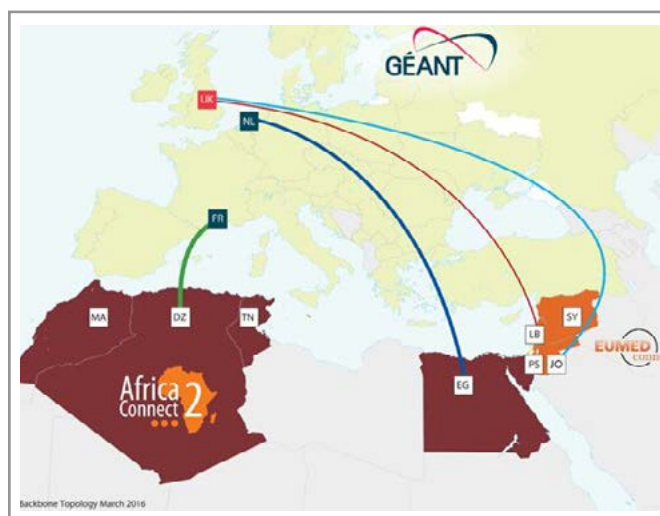 GÉANT
UK
NL
FR
MA
DZ
TN
LB
SY
PS
JO
EG
EUMED
Africa
Connect 2
Backbone Topology March 2016